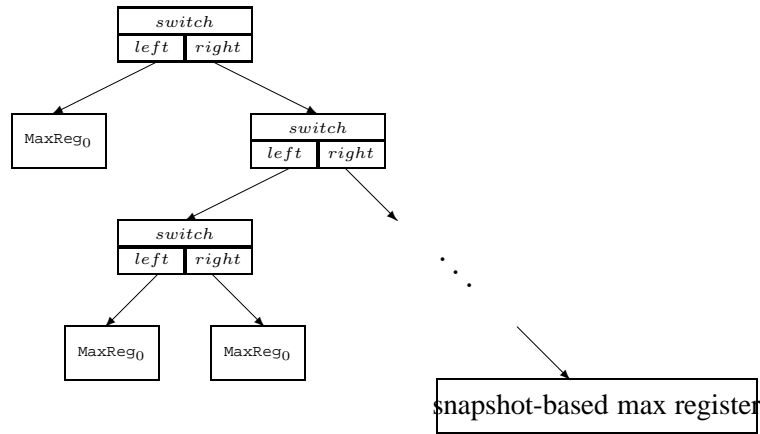 switch
left right
MaxReg0
switch
left right
switch
left right
MaxReg0 MaxReg0
snapshot-based max register